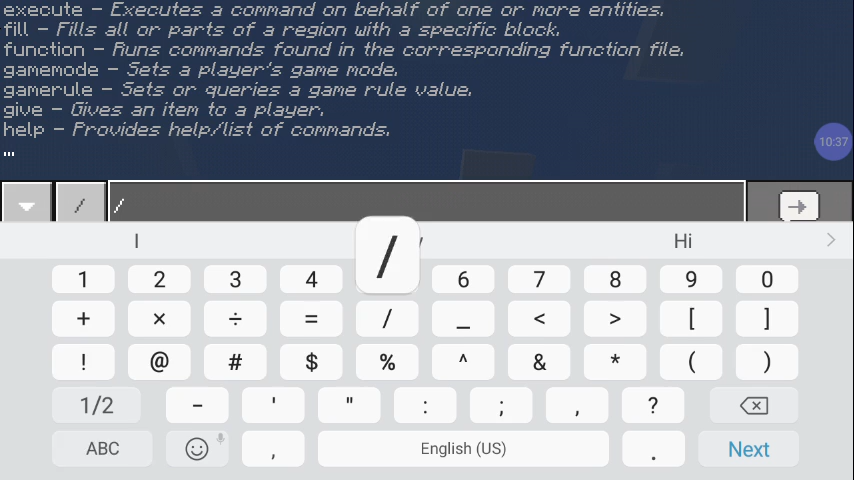 execute – Executes a command on behalf of one or more entities.
fill – Fills all or parts of a region with a specific block.
function – Runs commands found in the corresponding function file.
gamemode – Sets a player's game mode.
gamerule – Sets or queries a game rule value.
give – Gives an item to a player.
help – Provides help/list of commands.
...
10:37
/ /
I Hi
/
1 2 3 4 6 7 8 9 0
+ × ÷ = / _ < > [ ]
! @ # $ % ^ & * ( )
1/2 - ' " : ; , ?
ABC , English (US) . Next